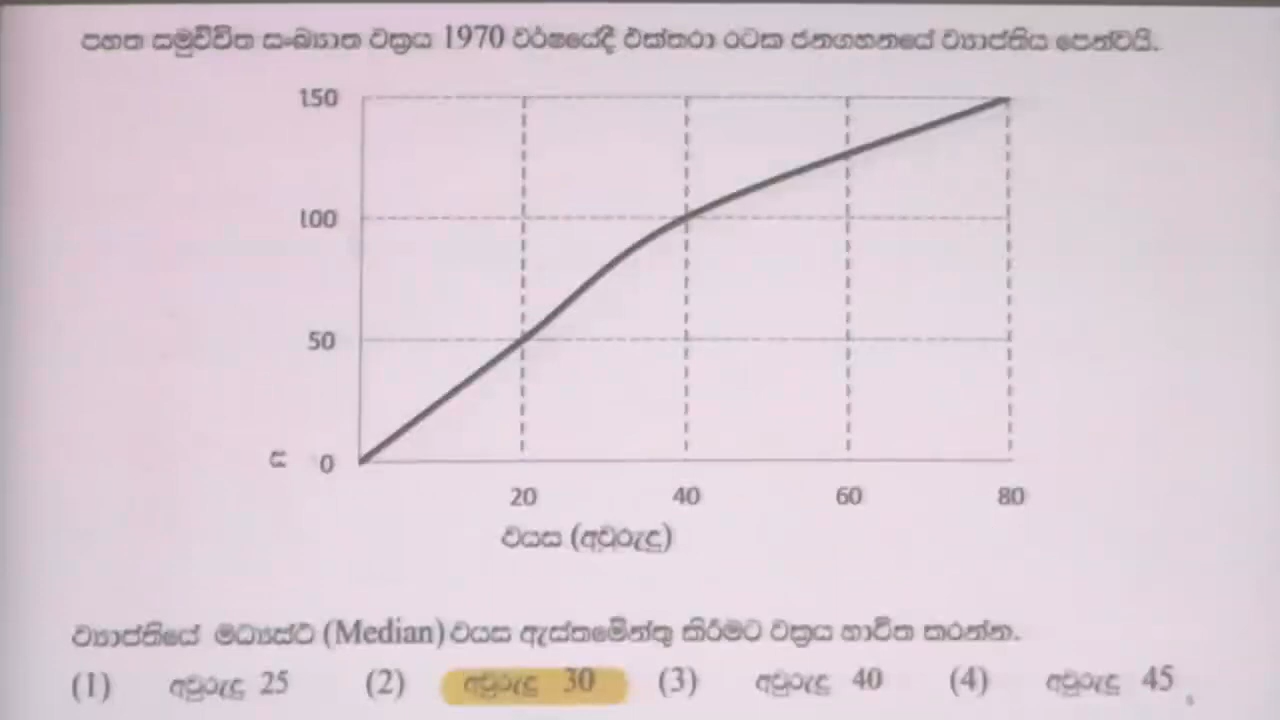 පහත සමුච්චිත සංඛ්‍යාත වක්‍රය 1970 වර්ෂයේදී එක්තරා රටක ජනගහනයේ ව්‍යාප්තිය පෙන්වයි.
150
100
50
0
20 40 60 80
වයස (අවුරුදු)
ව්‍යාප්තියේ මධ්‍යස්ථ (Median) වයස ඇස්තමේන්තු කිරීමට වක්‍රය භාවිත කරන්න.
(1) අවුරුදු 25 (2) අවුරුදු 30 (3) අවුරුදු 40 (4) අවුරුදු 45